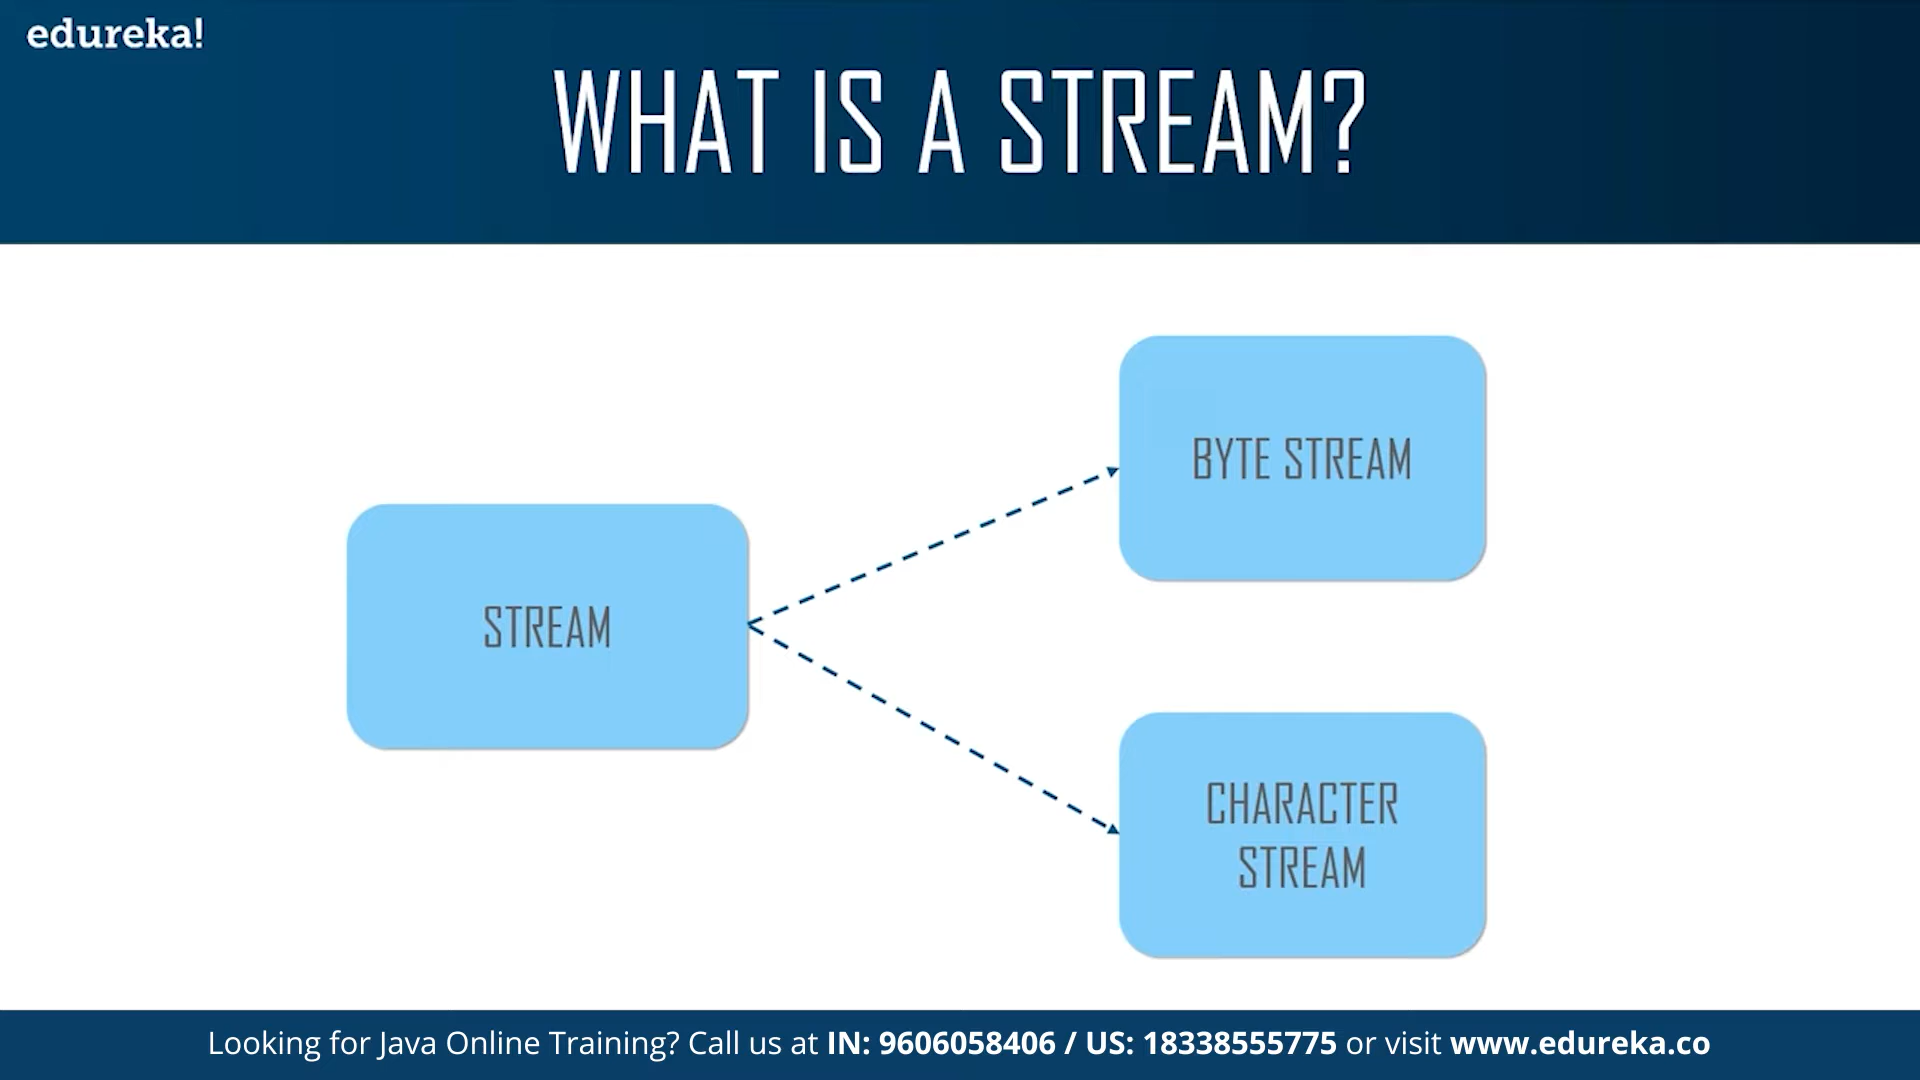 edureka!
WHAT IS A STREAM?
BYTE STREAM
STREAM
CHARACTER
STREAM
Looking for Java Online Training? Call us at IN: 9606058406 / US: 18338555775 or visit www.edureka.co